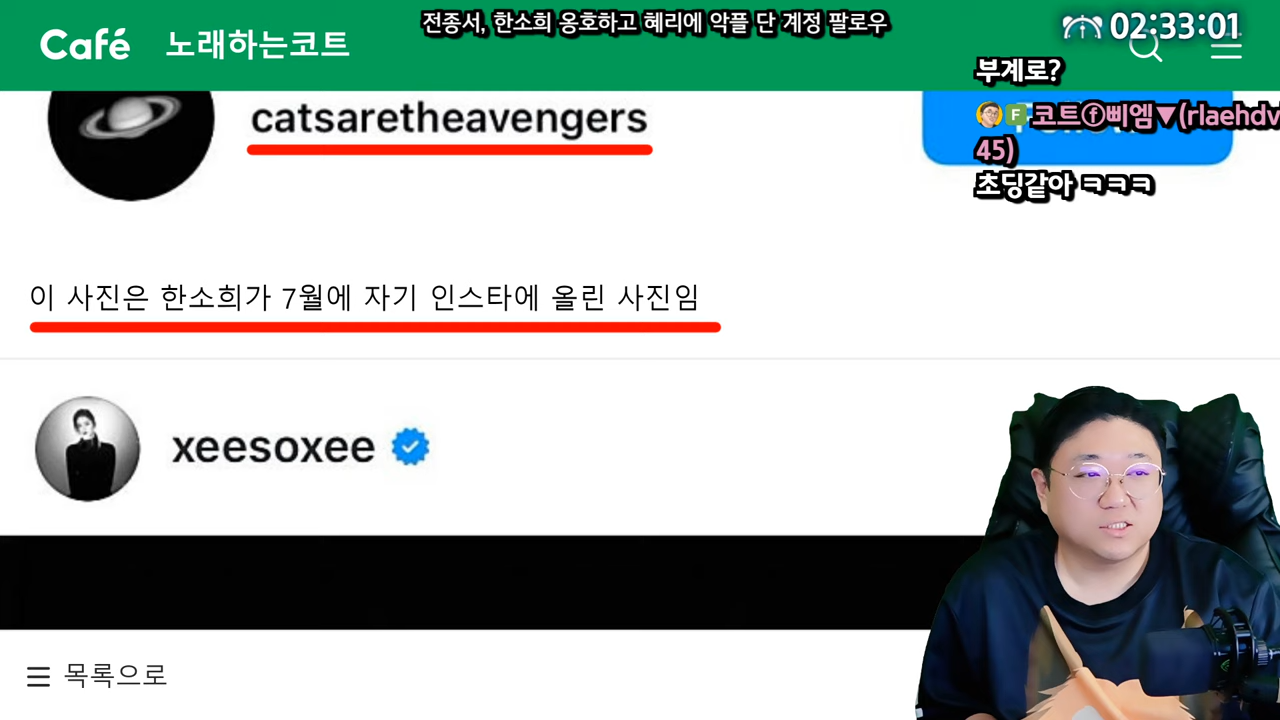 전종서, 한소희 옹호하고 혜리에 악플 단 계정 팔로우
02:33:01
Café 노래하는코트
부계로?
코트ⓕ삐엠▼(rlaehdv
45)
초딩같아 ㅋㅋㅋ
catsaretheavengers
이 사진은 한소희가 7월에 자기 인스타에 올린 사진임
xeesoxee
목록으로